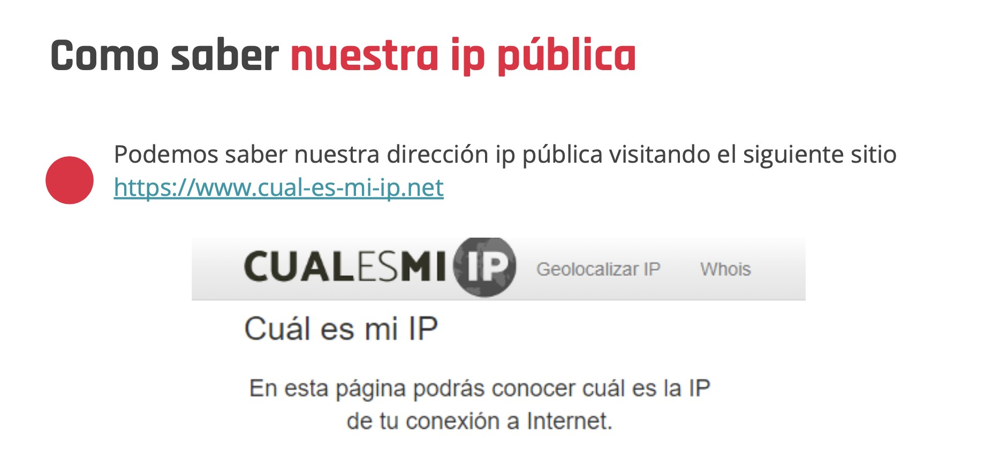 Como saber nuestra ip pública
Podemos saber nuestra dirección ip pública visitando el siguiente sitio
https://www.cual-es-mi-ip.net
CUALESMI IP Geolocalizar IP Whois
Cuál es mi IP
En esta página podrás conocer cuál es la IP
de tu conexión a Internet.